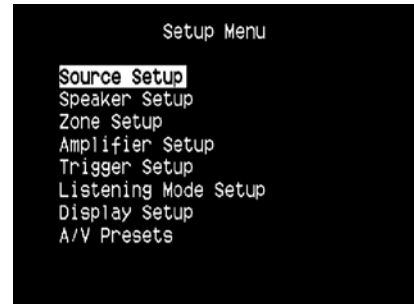 Setup Menu
Source Setup
Speaker Setup
Zone Setup
Amplifier Setup
Trigger Setup
Listening Mode Setup
Display Setup
A/V Presets